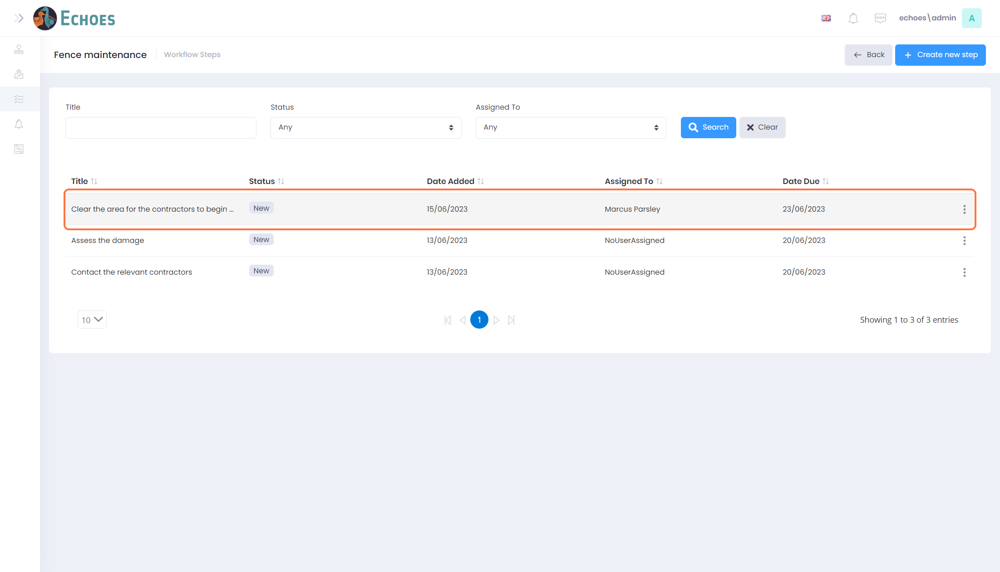 ECHOES
echoes\admin
A
Fence maintenance
Workflow Steps
Back
Create new step
Title
Status
Assigned To
Any
Any
Search
Clear
Title
Status
Date Added
Assigned To
Date Due
Clear the area for the contractors to begin ...
New
15/06/2023
Marcus Parsley
23/06/2023
Assess the damage
New
13/06/2023
NoUserAssigned
20/06/2023
Contact the relevant contractors
New
13/06/2023
NoUserAssigned
20/06/2023
10
1
Showing 1 to 3 of 3 entries